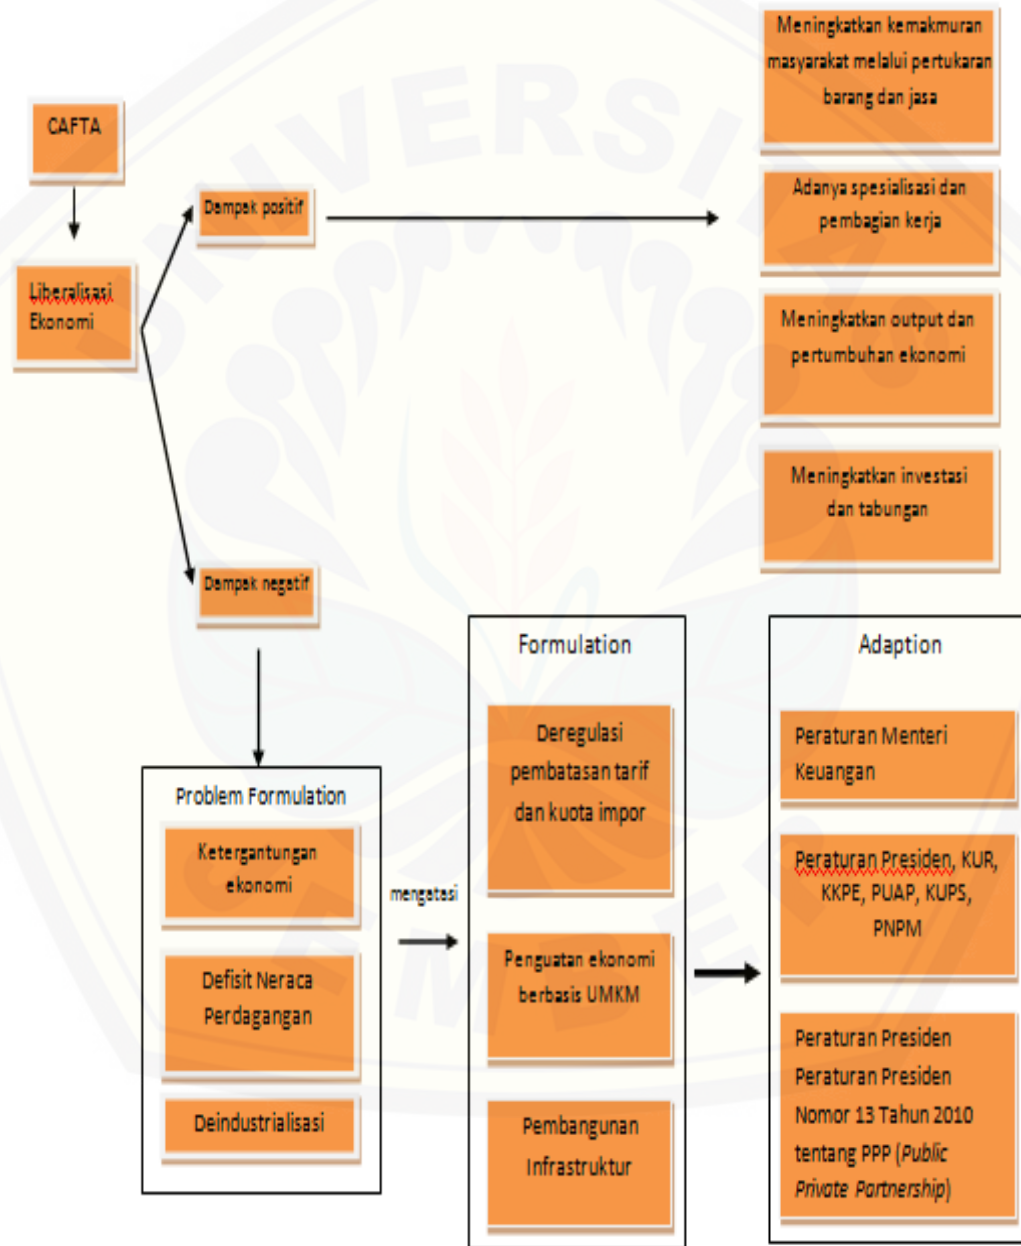 CAFTA
Liberalisasi
Ekonomi
Dampak positif
Meningkatkan kemakmuran
masyarakat melalui pertukaran
barang dan jasa
Adanya spesialisasi dan
pembagian kerja
Meningkatkan output dan
pertumbuhan ekonomi
Meningkatkan investasi
dan tabungan
Dampak negatif
Problem Formulation
Ketergantungan
ekonomi
Defisit Neraca
Perdagangan
Deindustrialisasi
mengatasi
Formulation
Deregulasi
pembatasan tarif
dan kuota impor
Penguatan ekonomi
berbasis UMKM
Pembangunan
Infrastruktur
Adaption
Peraturan Menteri
Keuangan
Peraturan Presiden, KUR,
KKPE, PUAP, KUPS,
PNPM
Peraturan Presiden
Peraturan Presiden
Nomor 13 Tahun 2010
tentang PPP (Public
Private Partnership)
UNIVERSITAS
JEMBER